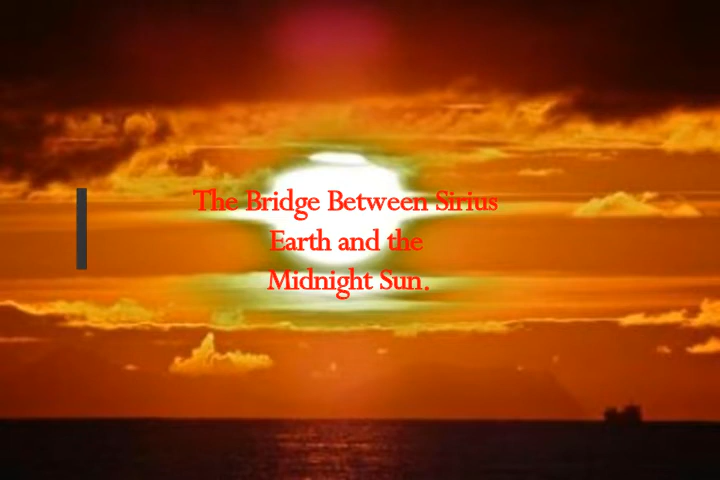 The Bridge Between Sirius
Earth and the
Midnight Sun.